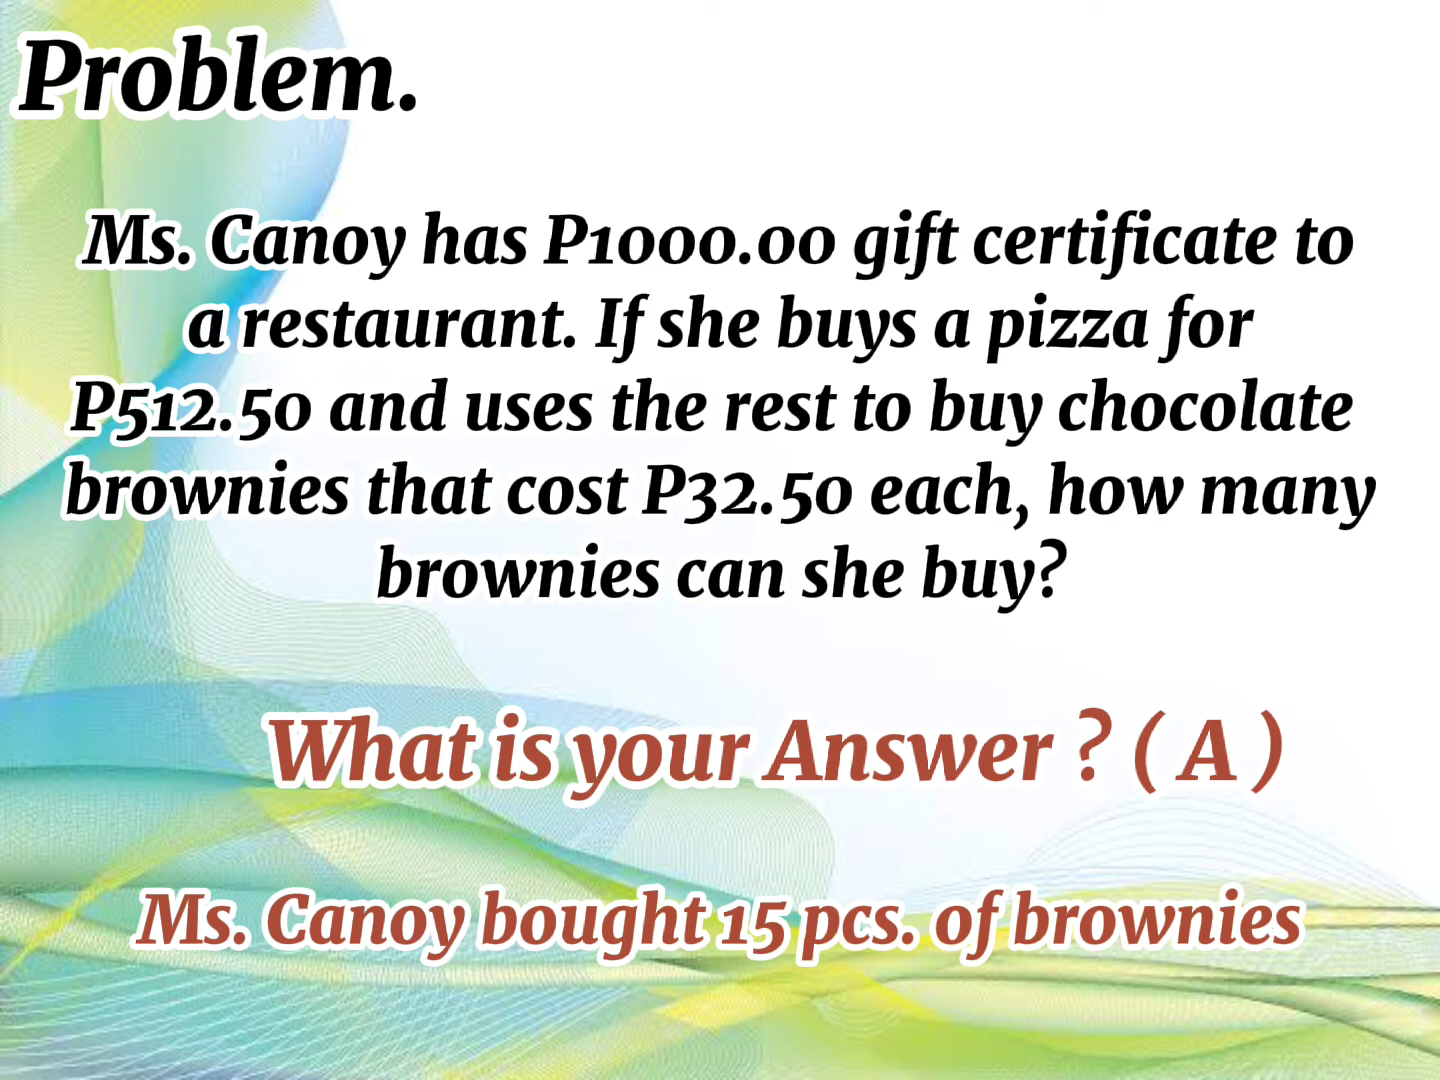 Problem.
Ms. Canoy has P1000.00 gift certificate to
a restaurant. If she buys a pizza for
P512.50 and uses the rest to buy chocolate
brownies that cost P32.50 each, how many
brownies can she buy?
What is your Answer ? ( A )
Ms. Canoy bought 15 pcs. of brownies